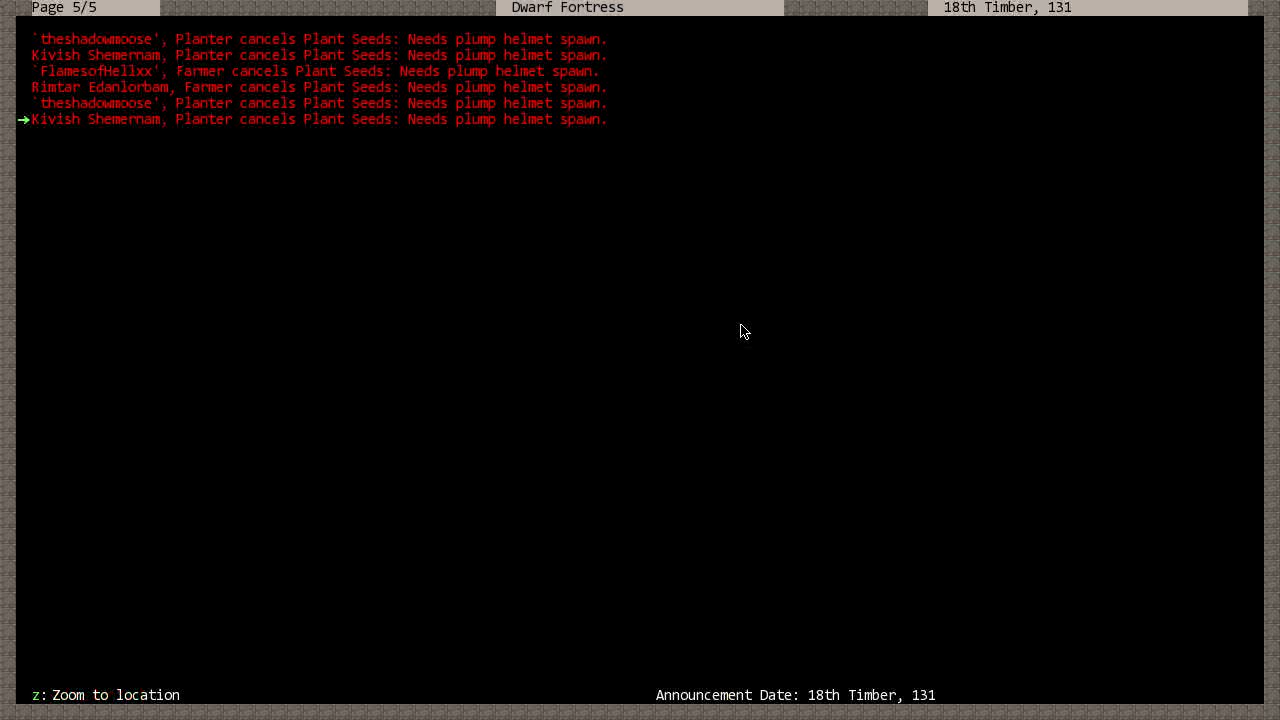 Page 5/5
Dwarf Fortress
18th Timber, 131
`theshadowmoose', Planter cancels Plant Seeds: Needs plump helmet spawn.
Kivish Shemernam, Planter cancels Plant Seeds: Needs plump helmet spawn.
`FlamesofHellxx', Farmer cancels Plant Seeds: Needs plump helmet spawn.
Rimtar Edanlorbam, Farmer cancels Plant Seeds: Needs plump helmet spawn.
`theshadowmoose', Planter cancels Plant Seeds: Needs plump helmet spawn.
Kivish Shemernam, Planter cancels Plant Seeds: Needs plump helmet spawn.
z: Zoom to location
Announcement Date: 18th Timber, 131